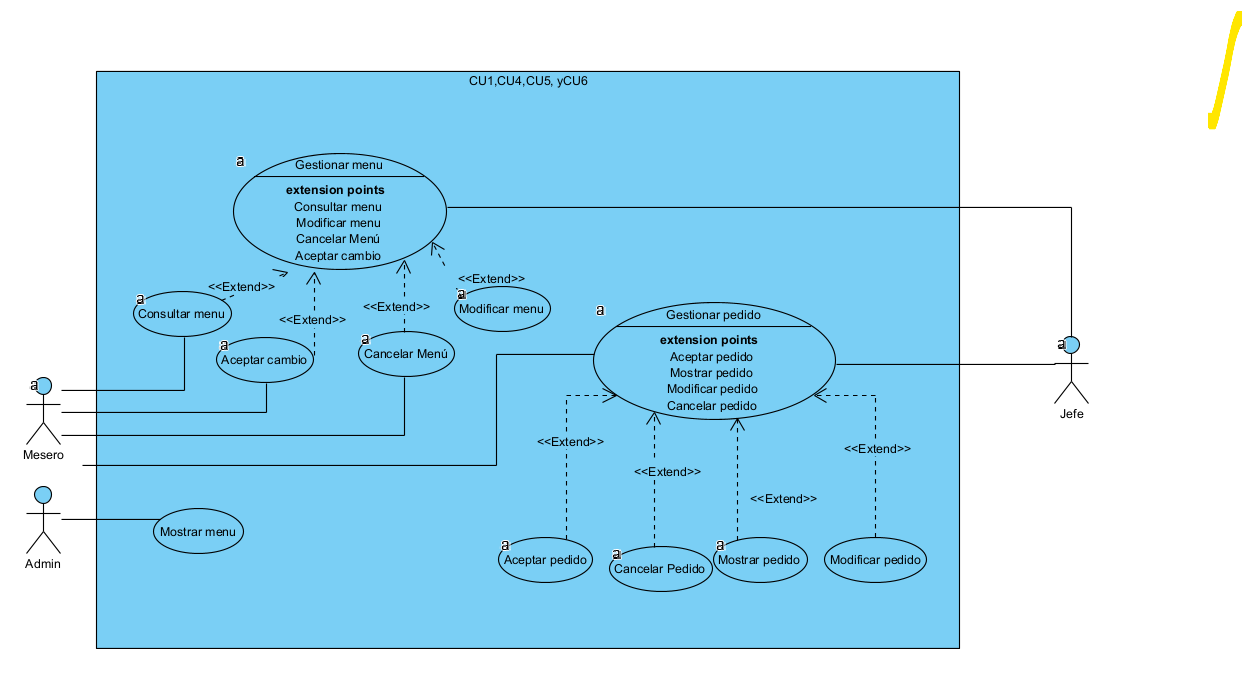 CU1,CU4,CU5, yCU6
a
Gestionar menu
extension points
Consultar menu
Modificar menu
Cancelar Menú
Aceptar cambio
<<Extend>>
<<Extend>>
<<Extend>>
<<Extend>>
a
Consultar menu
a
Aceptar cambio
a
Cancelar Menú
a
Modificar menu
a
Gestionar pedido
extension points
Aceptar pedido
Mostrar pedido
Modificar pedido
Cancelar pedido
a
Mesero
a
Jefe
<<Extend>>
<<Extend>>
<<Extend>>
<<Extend>>
Admin
Mostrar menu
a
Aceptar pedido
a
Cancelar Pedido
a
Mostrar pedido
Modificar pedido